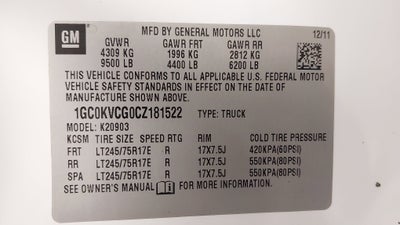 GM
MFD BY GENERAL MOTORS LLC
12/11
GVWR GAWR FRT GAWR RR
4309 KG 1996 KG 2812 KG
9500 LB 4400 LB 6200 LB
THIS VEHICLE CONFORMS TO ALL APPLICABLE U.S. FEDERAL MOTOR
VEHICLE SAFETY STANDARDS IN EFFECT ON THE DATE OF
MANUFACTURE SHOWN ABOVE.
1GC0KVCG0CZ181522 TYPE: TRUCK
MODEL: K20903
KCSM TIRE SIZE SPEED RTG RIM COLD TIRE PRESSURE
FRT LT245/75R17E R 17X7.5J 420KPA(60PSI)
RR LT245/75R17E R 17X7.5J 550KPA(80PSI)
SPA LT245/75R17E R 17X7.5J 550KPA(80PSI)
SEE OWNER'S MANUAL FOR MORE INFORMATION.